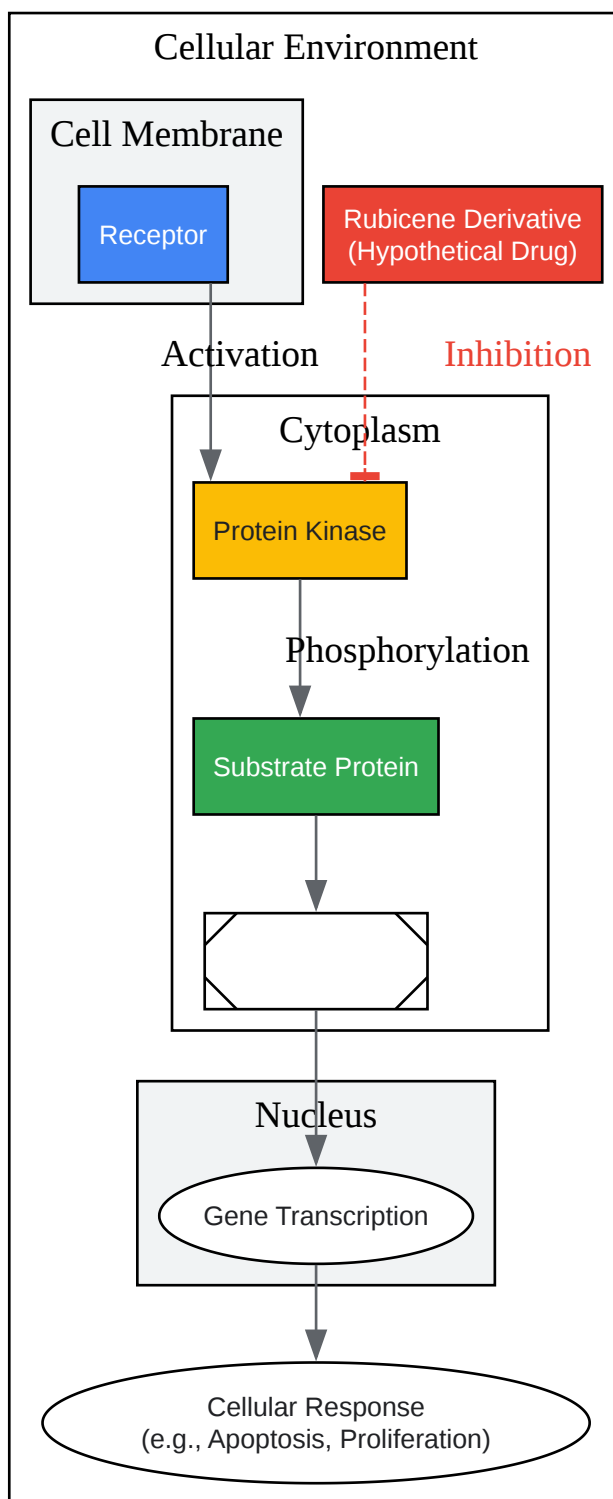 Cellular Environment
Cell Membrane
Receptor
Rubicene Derivative
(Hypothetical Drug)
Activation
Inhibition
Cytoplasm
Protein Kinase
Phosphorylation
Substrate Protein
Nucleus
Gene Transcription
Cellular Response
(e.g., Apoptosis, Proliferation)